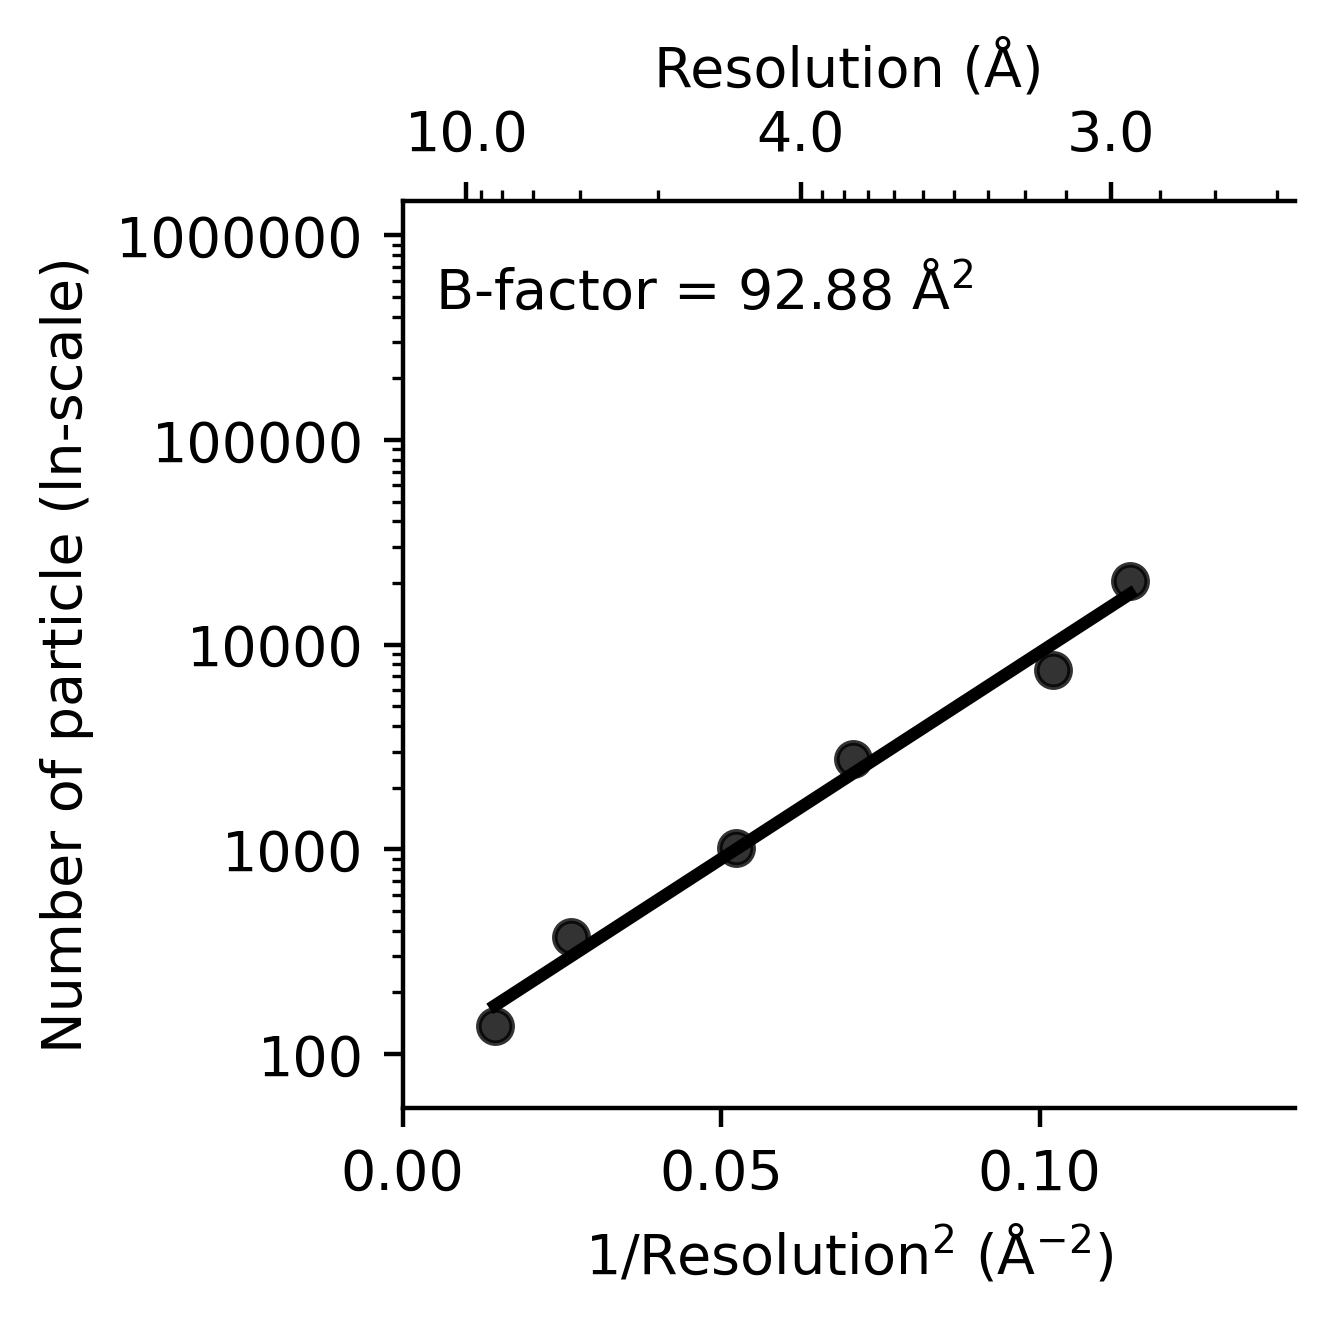 Resolution (Å)
10.0 4.0 3.0
1000000
B-factor = 92.88 Å²
100000
10000
1000
100
Number of particle (ln-scale)
0.00 0.05 0.10
1/Resolution² (Å⁻²)